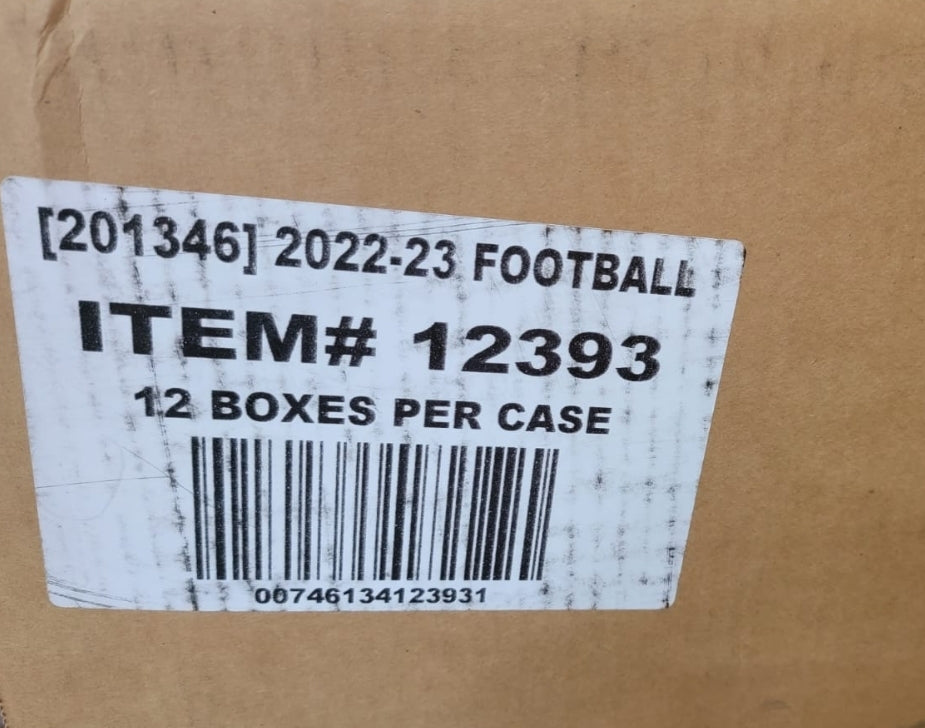 [201346] 2022-23 FOOTBALL
ITEM# 12393
12 BOXES PER CASE
00746134123931